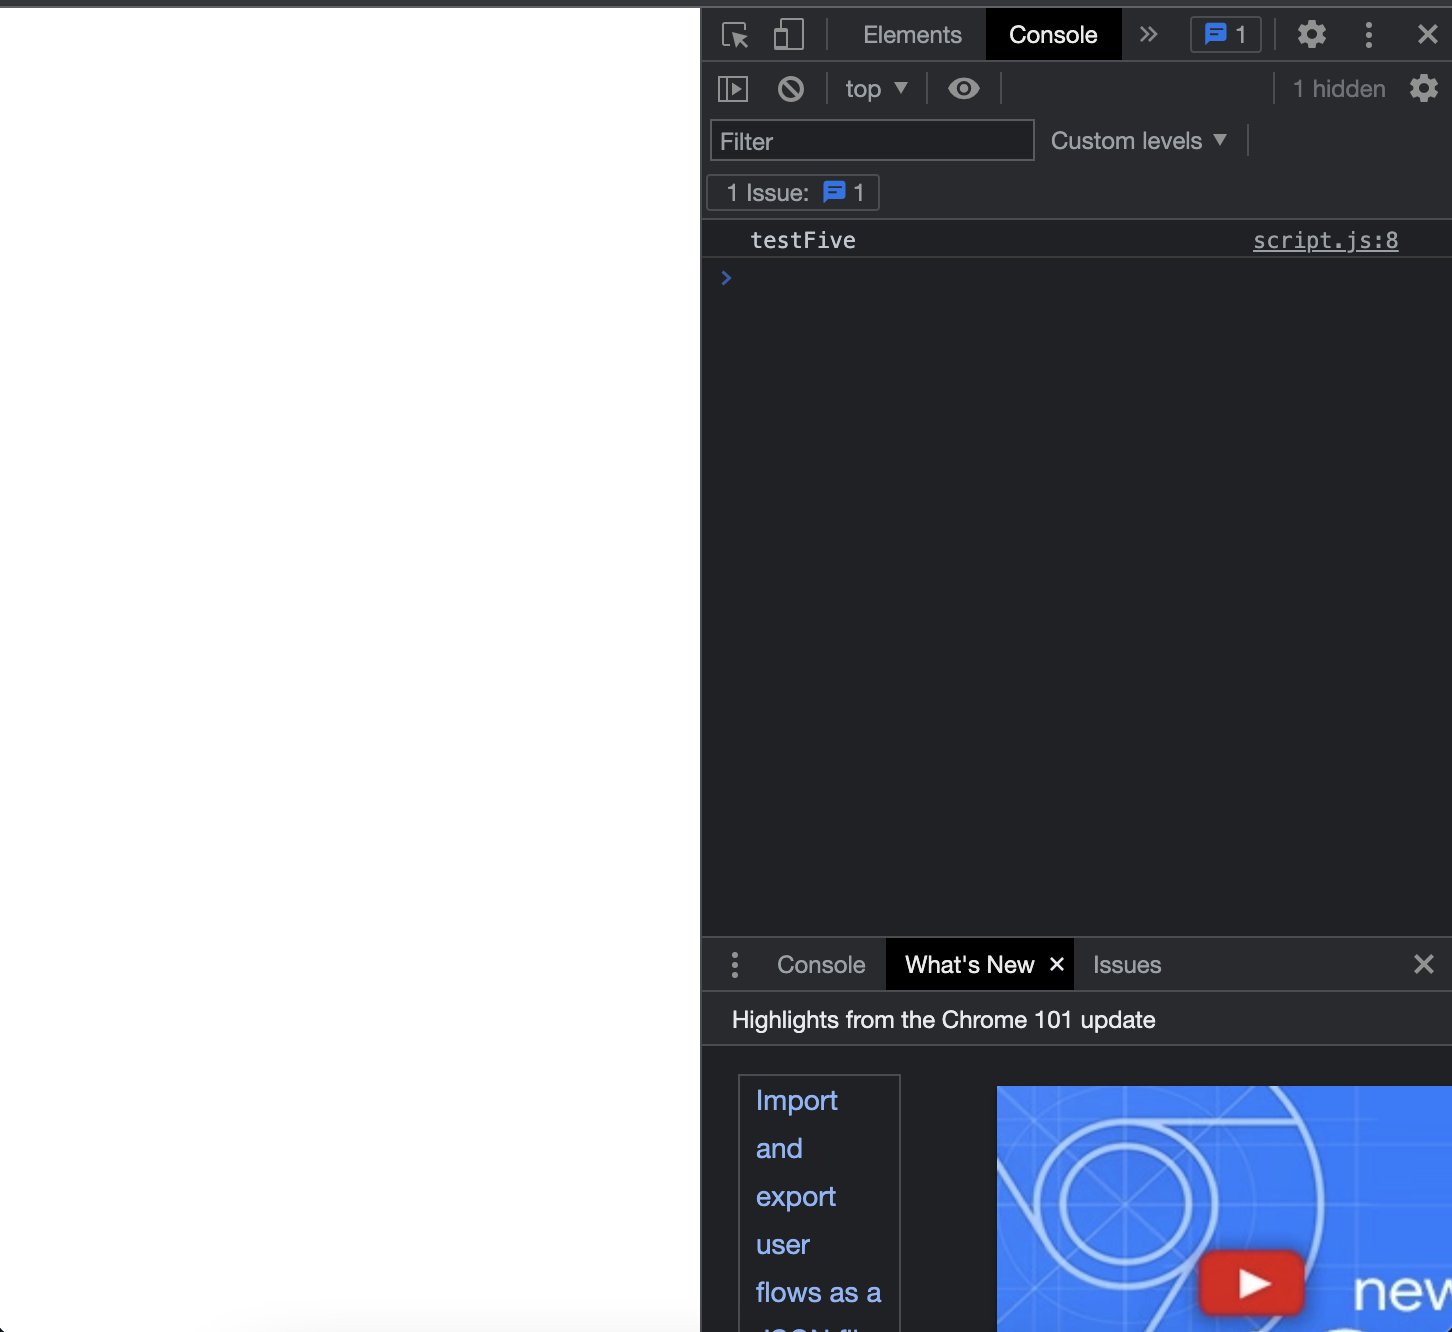 Elements Console 1
top 1 hidden
Filter Custom levels
1 Issue: 1
testFive script.js:8
Console What's New Issues
Highlights from the Chrome 101 update
Import
and
export
user
flows as a
new